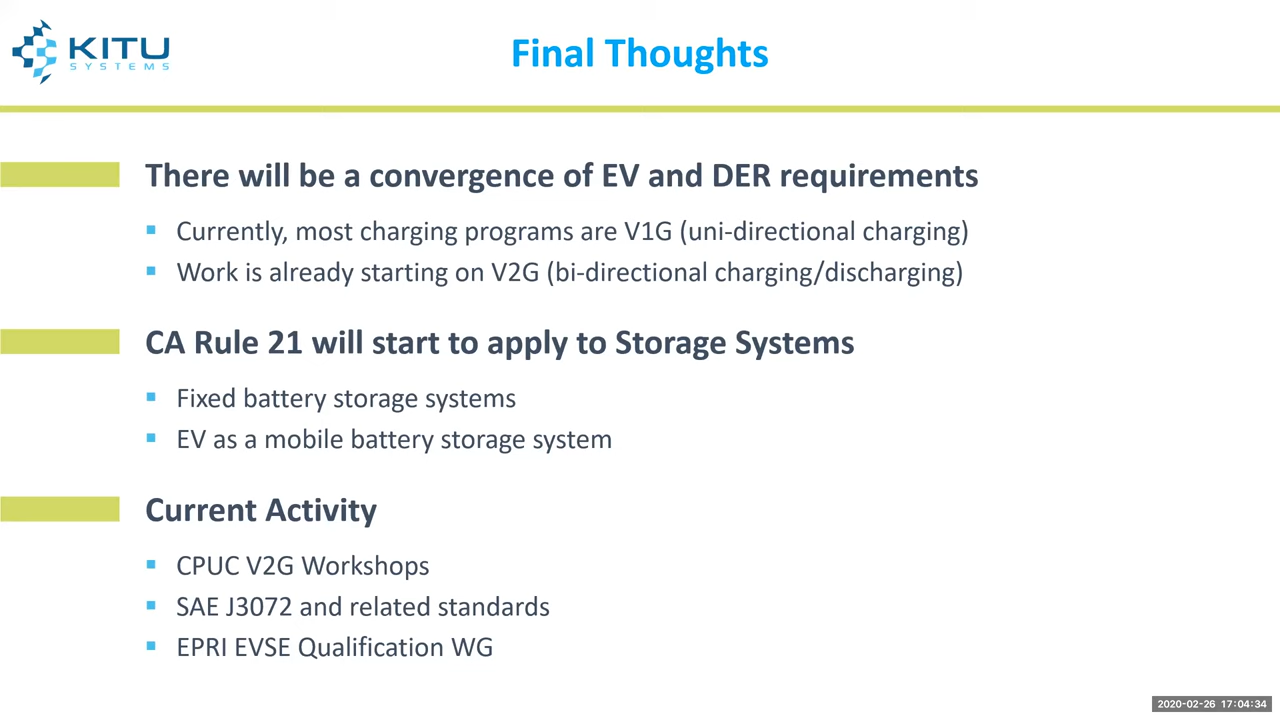 KITU
SYSTEMS
Final Thoughts
There will be a convergence of EV and DER requirements
▪ Currently, most charging programs are V1G (uni-directional charging)
▪ Work is already starting on V2G (bi-directional charging/discharging)
CA Rule 21 will start to apply to Storage Systems
▪ Fixed battery storage systems
▪ EV as a mobile battery storage system
Current Activity
▪ CPUC V2G Workshops
▪ SAE J3072 and related standards
▪ EPRI EVSE Qualification WG
2020-02-26 17:04:34